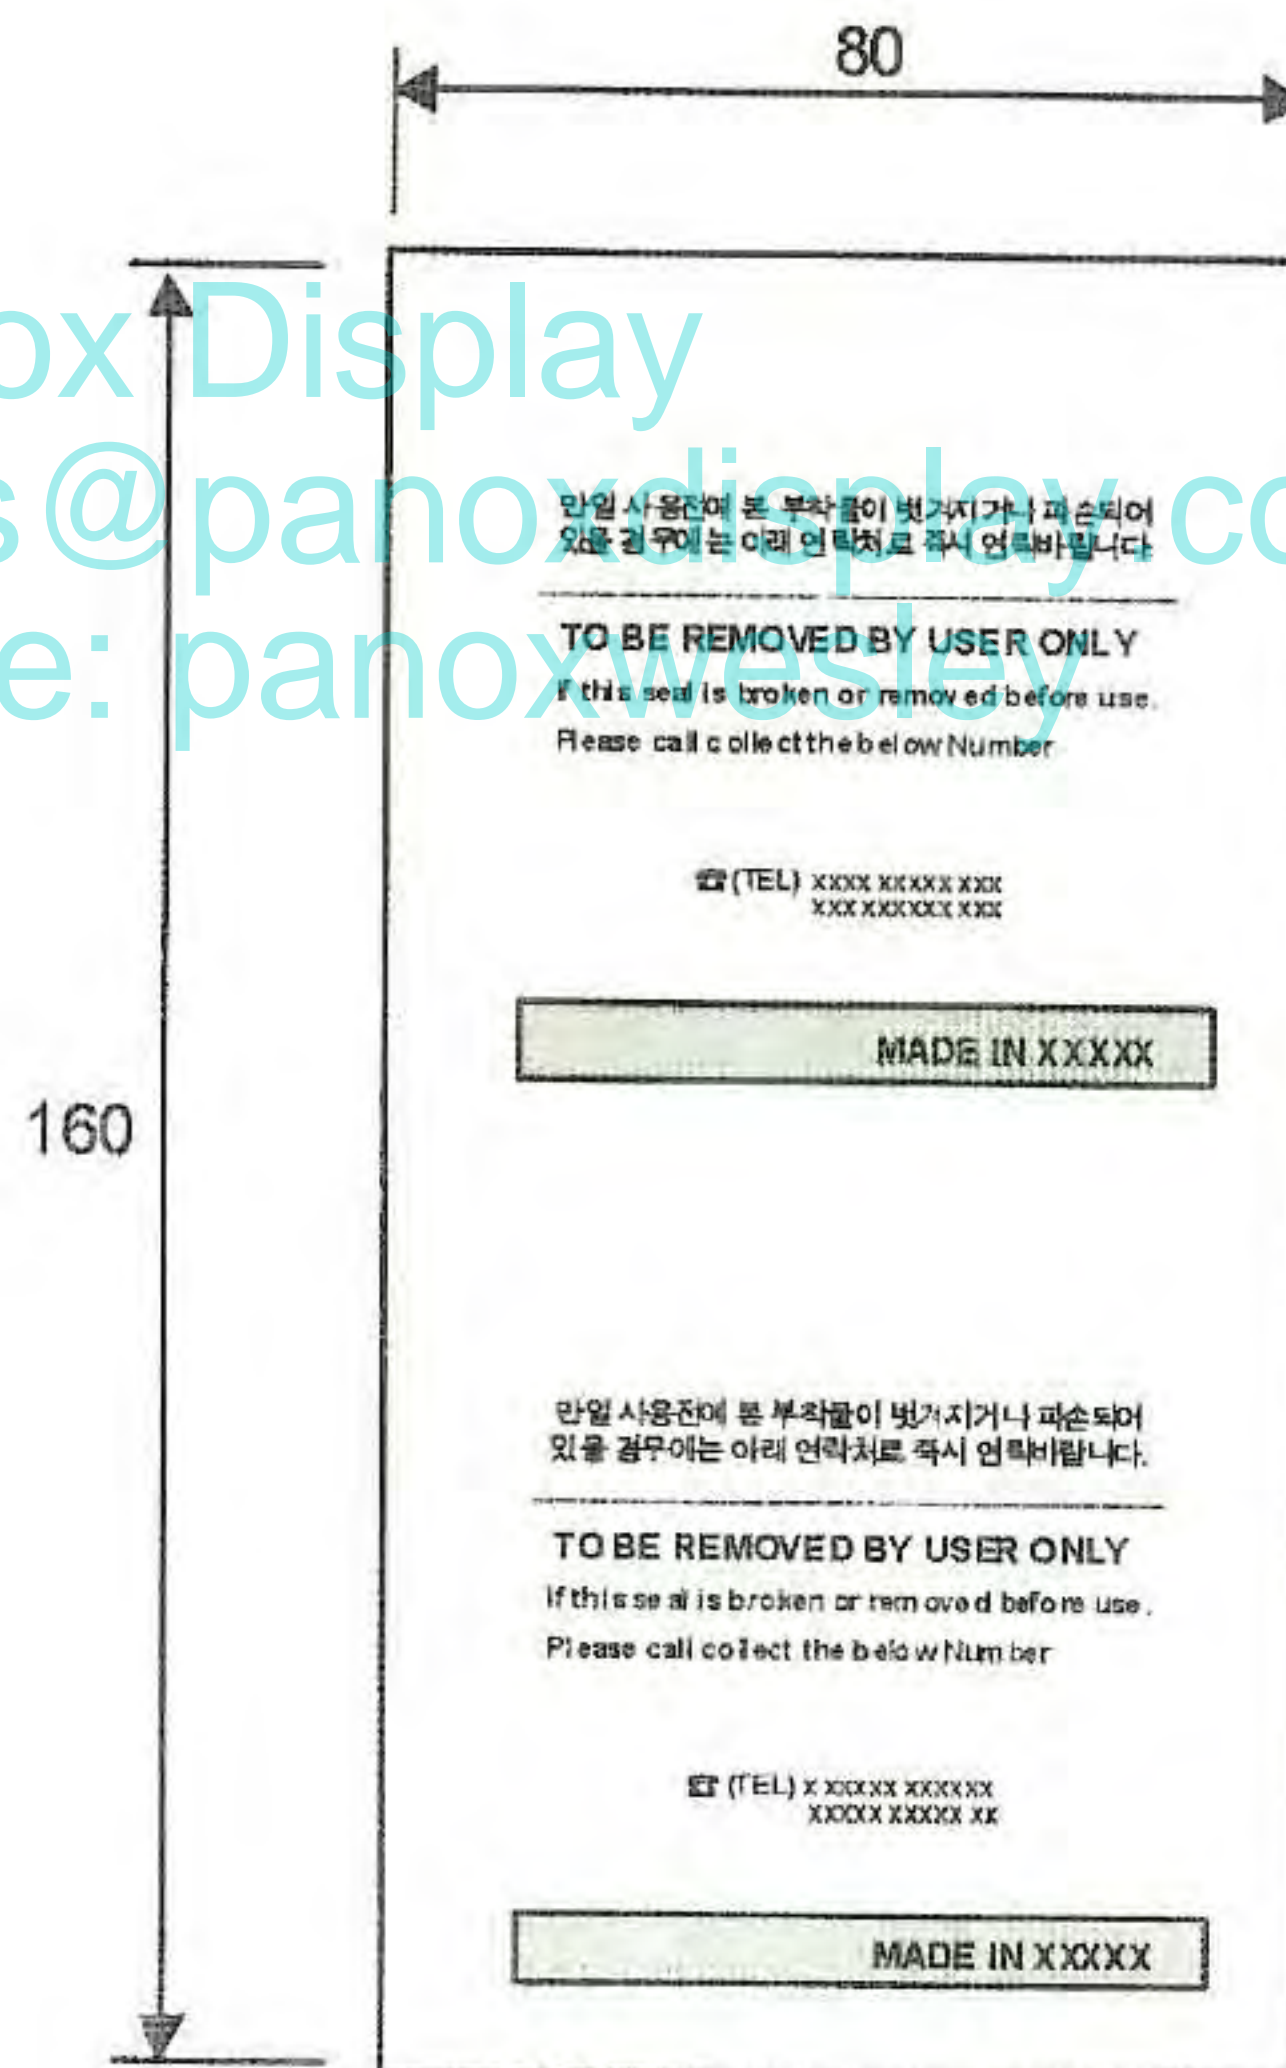 80
ox Display
s@panoxdisplay.co
e: panoxwesley
만일 사용전에 본 부착물이 벗겨지거나 파손되어
있을 경우에는 아래 연락처로 즉시 연락바랍니다.
TO BE REMOVED BY USER ONLY
If this seal is broken or removed before use.
Please call collect the below Number
☎(TEL) XXXX XXXXX XXX
XXX XXXXXX XXX
MADE IN XXXXX
160
만일 사용전에 본 부착물이 벗겨지거나 파손되어
있을 경우에는 아래 연락처로 즉시 연락바랍니다.
TO BE REMOVED BY USER ONLY
If this seal is broken or removed before use.
Please call collect the below Number
☎ (TEL) X XXXXX XXXXXX
XXXXX XXXXX XX
MADE IN XXXXX